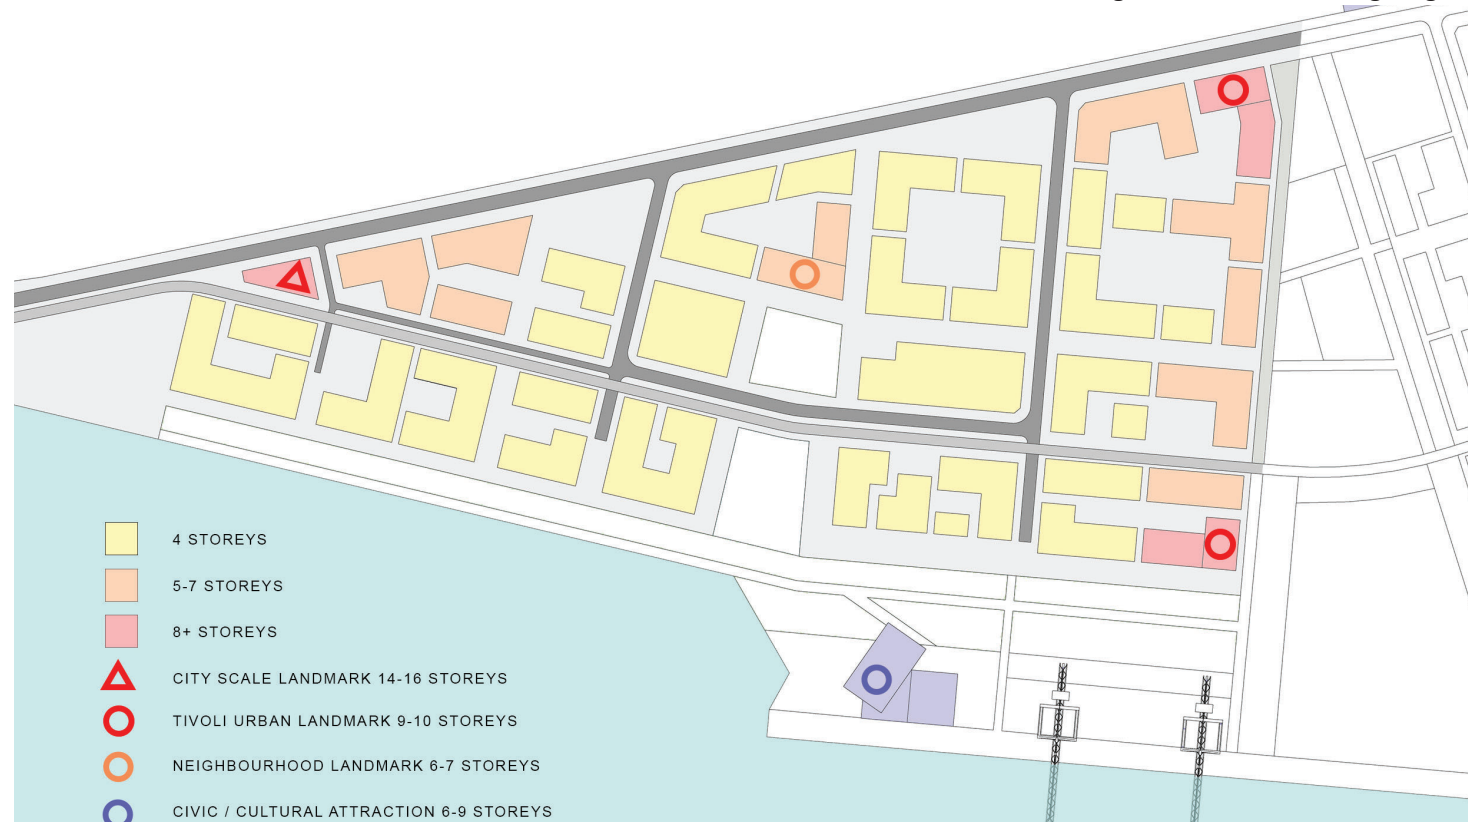 4 STOREYS
5-7 STOREYS
8+ STOREYS
CITY SCALE LANDMARK 14-16 STOREYS
TIVOLI URBAN LANDMARK 9-10 STOREYS
NEIGHBOURHOOD LANDMARK 6-7 STOREYS
CIVIC / CULTURAL ATTRACTION 6-9 STOREYS